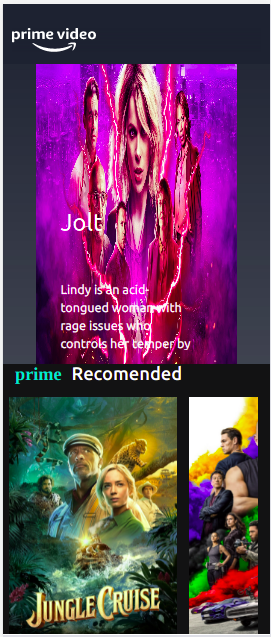 prime video
Jolt
Lindy is an acid-
tongued woman with
rage issues who
controls her temper by
prime Recomended
JUNGLE CRUISE